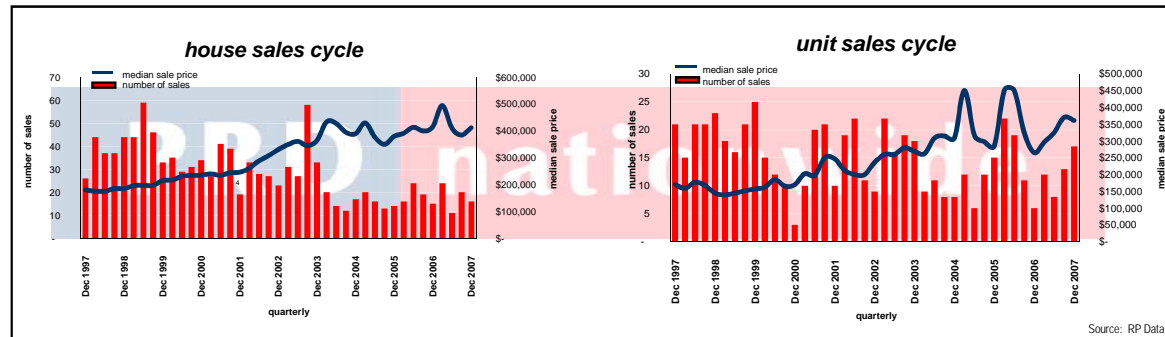 house sales cycle
median sale price
number of sales
number of sales
70
60
50
40
30
20
10
-
$600,000
$500,000
$400,000
$300,000
$200,000
$100,000
$-
median sale price
4
Dec 1997
Dec 1998
Dec 1999
Dec 2000
Dec 2001
Dec 2002
Dec 2003
Dec 2004
Dec 2005
Dec 2006
Dec 2007
quarterly
unit sales cycle
median sale price
number of sales
number of sales
30
25
20
15
10
5
-
$500,000
$450,000
$400,000
$350,000
$300,000
$250,000
$200,000
$150,000
$100,000
$50,000
$-
median sale price
Dec 1997
Dec 1998
Dec 1999
Dec 2000
Dec 2001
Dec 2002
Dec 2003
Dec 2004
Dec 2005
Dec 2006
Dec 2007
quarterly
PRD nationwide
Source: RP Data